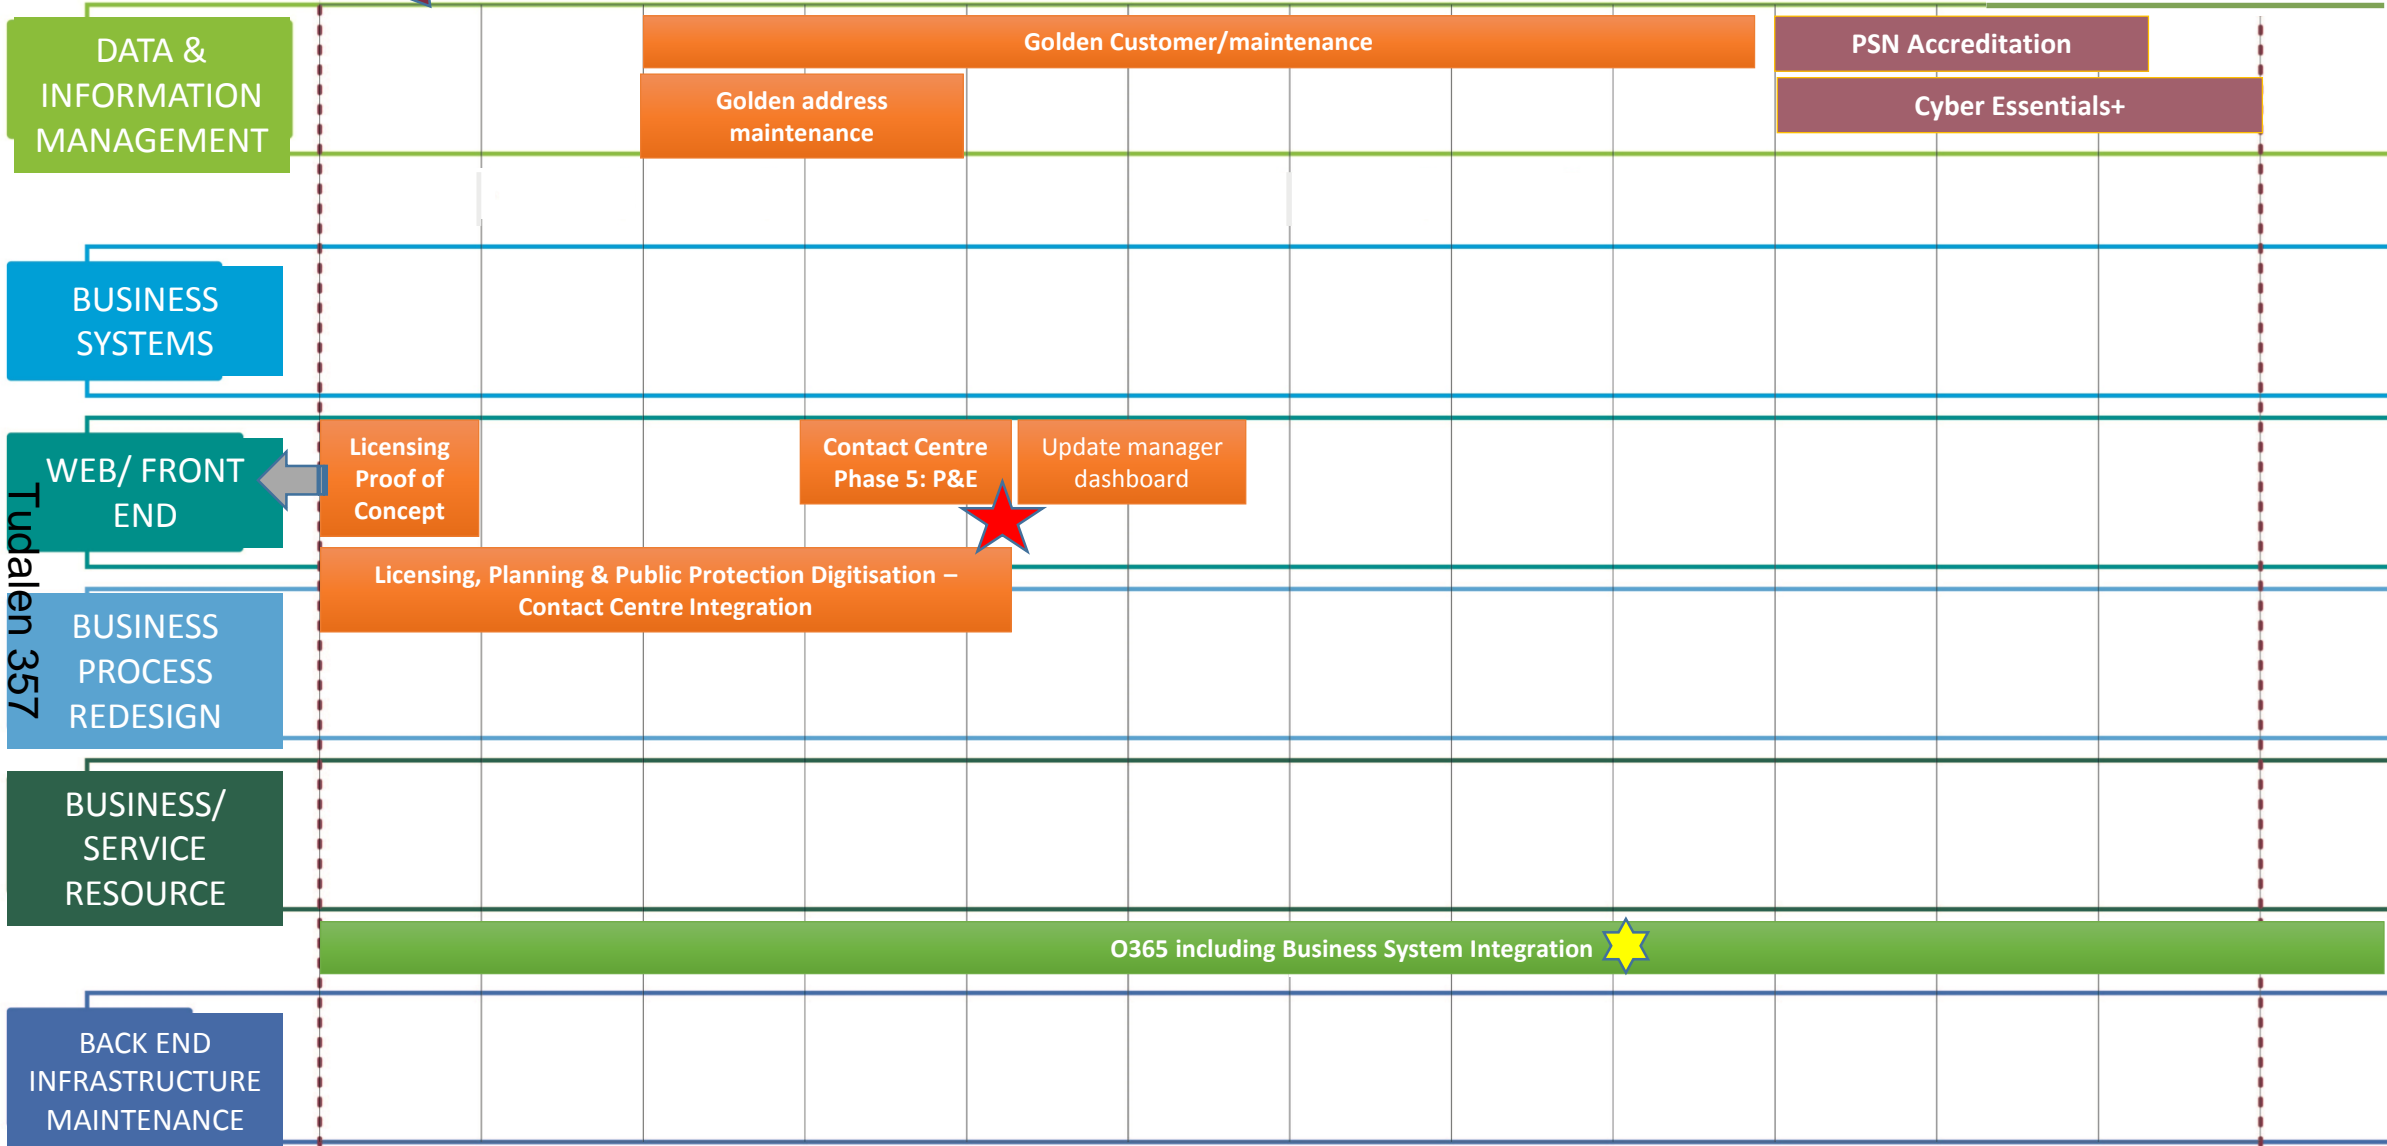 DATA &
INFORMATION
MANAGEMENT
Golden Customer/maintenance
PSN Accreditation
Golden address
maintenance
Cyber Essentials+
BUSINESS
SYSTEMS
WEB/ FRONT
END
Licensing
Proof of
Concept
Contact Centre
Phase 5: P&E
Update manager
dashboard
Licensing, Planning & Public Protection Digitisation –
Contact Centre Integration
BUSINESS
PROCESS
REDESIGN
Tudalen 357
BUSINESS/
SERVICE
RESOURCE
O365 including Business System Integration
BACK END
INFRASTRUCTURE
MAINTENANCE